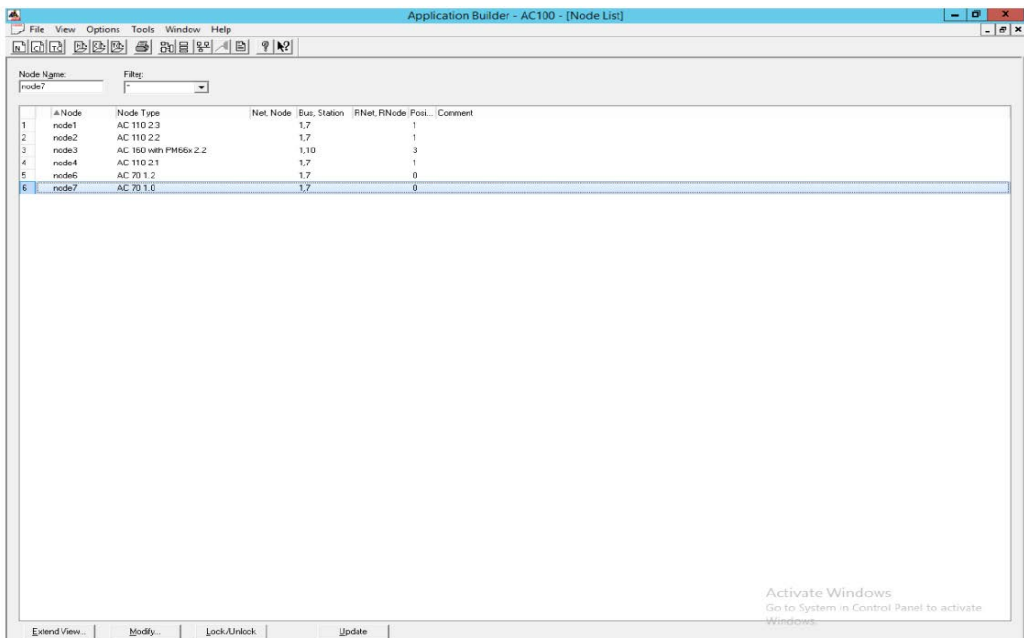 Application Builder - AC100 - [Node List]
File View Options Tools Window Help
Node Name: Filter:
node7 *
Node Node Type Net, Node Bus, Station RNet, RNode Posi... Comment
1 node1 AC 110 2.3 1,7 1
2 node2 AC 110 2.2 1,7 1
3 node3 AC 160 with PM66x 2.2 1,10 3
4 node4 AC 110 2.1 1,7 1
5 node6 AC 70 1.2 1,7 0
6 node7 AC 70 1.0 1,7 0
Activate Windows
Go to System in Control Panel to activate
Windows.
Extend View... Modify... Lock/Unlock Update